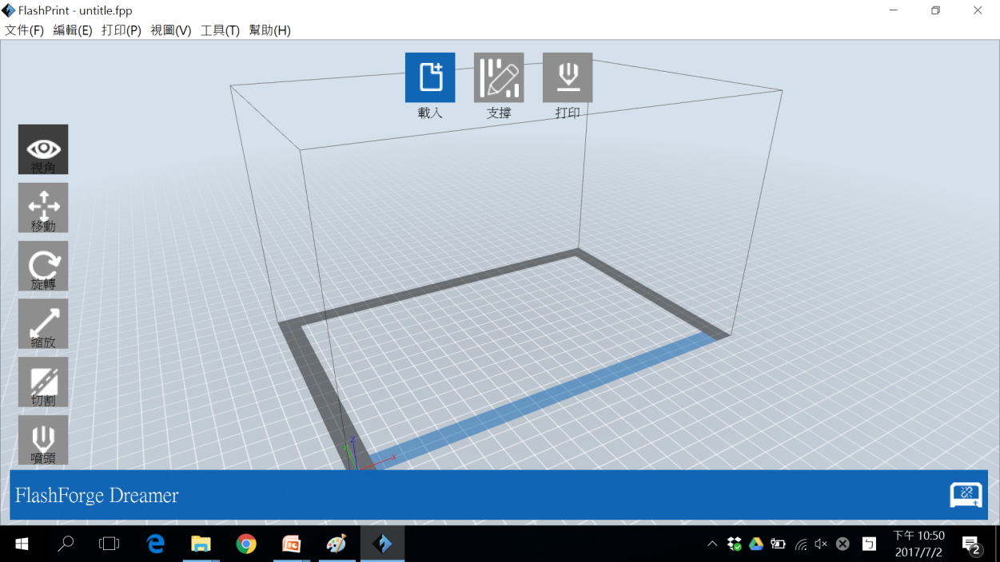 FlashPrint - untitle.fpp
文件(F) 編輯(E) 打印(P) 視圖(V) 工具(T) 幫助(H)
載入 支撐 打印
視角
移動
旋轉
縮放
切割
噴頭
Z
X
FlashForge Dreamer
下午 10:50
2017/7/2
2